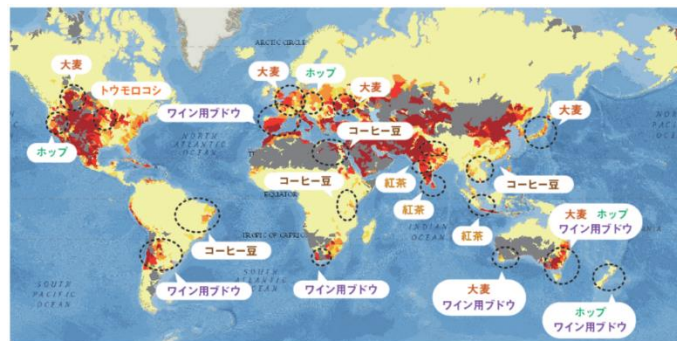 ARCTIC CIRCLE
大麦
トウモロコシ
ホップ
大麦
ホップ
大麦
ワイン用ブドウ
コーヒー豆
大麦
NORTH
ATLANTIC
OCEAN
コーヒー豆
紅茶
紅茶
コーヒー豆
EQUATOR
紅茶
大麦 ホップ
ワイン用ブドウ
コーヒー豆
TROPIC OF CAPRICORN
INDIAN
OCEAN
ワイン用ブドウ
ワイン用ブドウ
大麦
ワイン用ブドウ
ホップ
ワイン用ブドウ
SOUTH
PACIFIC
OCEAN
SOUTH
ATLANTIC
OCEAN